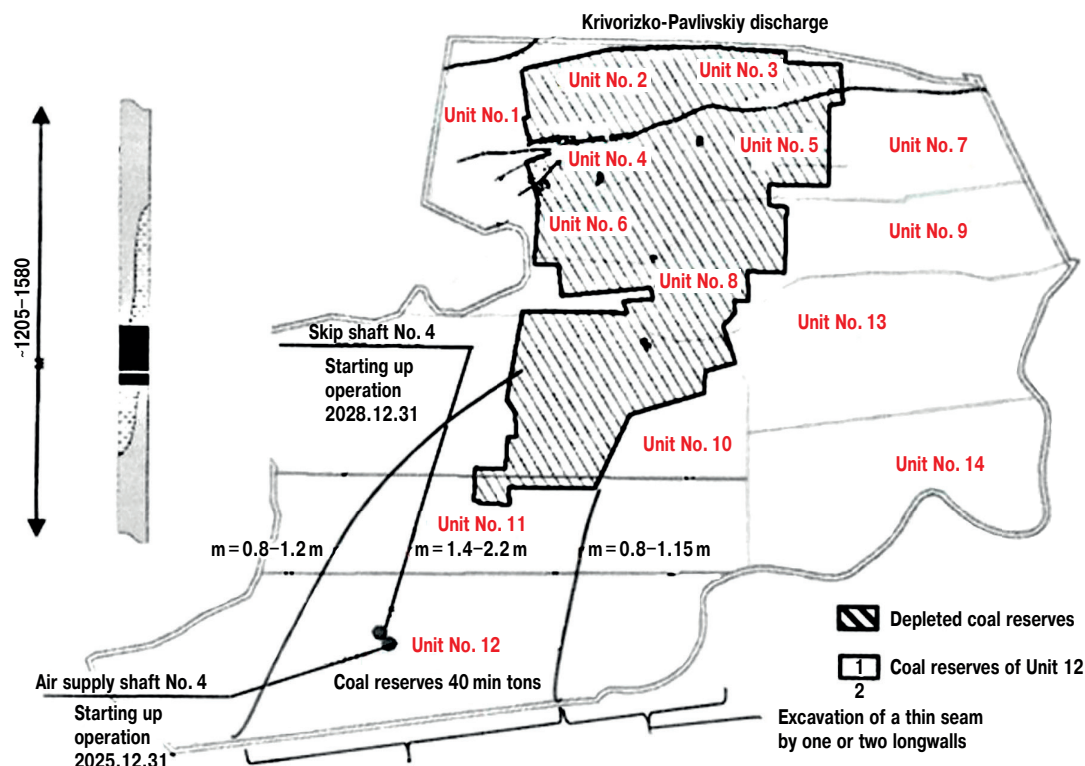 Krivorizko-Pavlivskiy discharge
Unit No. 2
Unit No. 3
Unit No. 1
Unit No. 4
Unit No. 5
Unit No. 7
Unit No. 6
Unit No. 9
Unit No. 8
~1205–1580
Unit No. 13
Skip shaft No. 4
Starting up
operation
2028.12.31
Unit No. 10
Unit No. 14
Unit No. 11
m = 0.8–1.2 m
m = 1.4–2.2 m
m = 0.8–1.15 m
Depleted coal reserves
Unit No. 12
1
2
Coal reserves of Unit 12
Air supply shaft No. 4
Coal reserves 40 min tons
Starting up
operation
2025.12.31
Excavation of a thin seam
by one or two longwalls